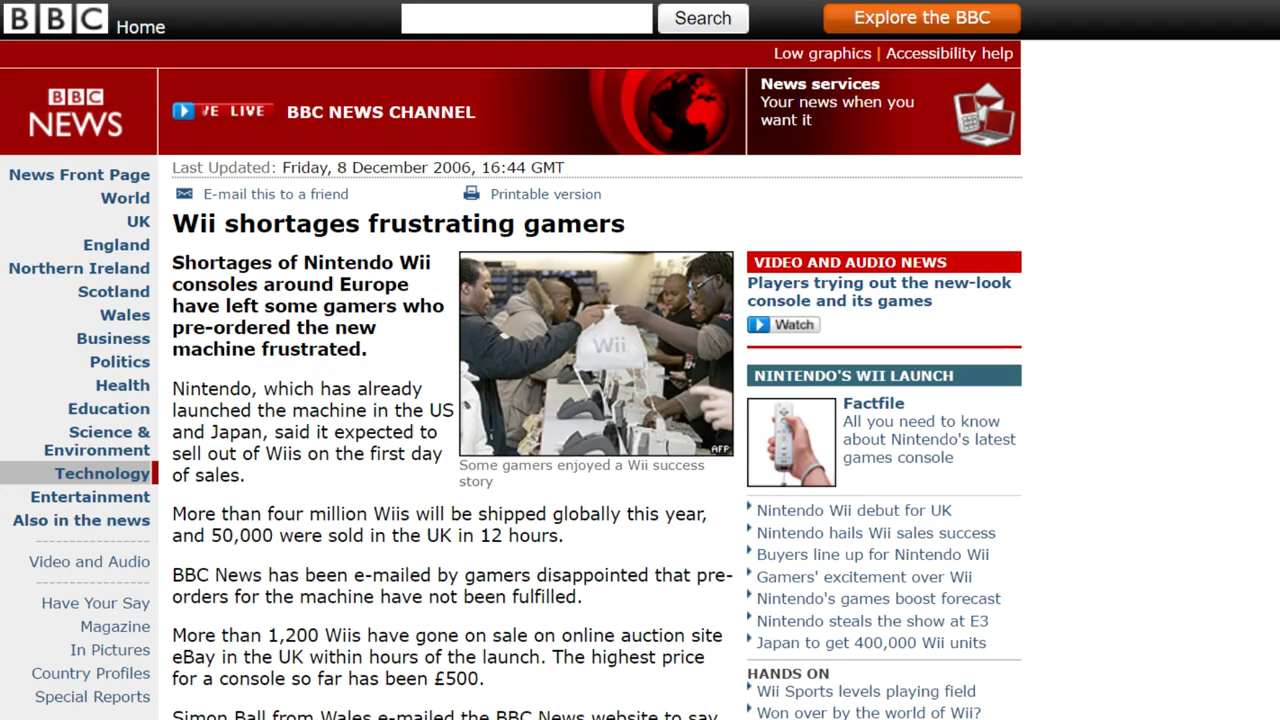 BBC Home
Search
Explore the BBC
Low graphics | Accessibility help
BBC NEWS
VE LIVE
BBC NEWS CHANNEL
News services
Your news when you
want it
Last Updated: Friday, 8 December 2006, 16:44 GMT
E-mail this to a friend
Printable version
News Front Page
World
UK
England
Northern Ireland
Scotland
Wales
Business
Politics
Health
Education
Science &
Environment
Technology
Entertainment
Also in the news
Video and Audio
Have Your Say
Magazine
In Pictures
Country Profiles
Special Reports
Wii shortages frustrating gamers
Shortages of Nintendo Wii
consoles around Europe
have left some gamers who
pre-ordered the new
machine frustrated.
Wii
AFP
Some gamers enjoyed a Wii success
story
Nintendo, which has already
launched the machine in the US
and Japan, said it expected to
sell out of Wiis on the first day
of sales.
More than four million Wiis will be shipped globally this year,
and 50,000 were sold in the UK in 12 hours.
BBC News has been e-mailed by gamers disappointed that pre-
orders for the machine have not been fulfilled.
More than 1,200 Wiis have gone on sale on online auction site
eBay in the UK within hours of the launch. The highest price
for a console so far has been £500.
Simon Ball from Wales e-mailed the BBC News website to say
VIDEO AND AUDIO NEWS
Players trying out the new-look
console and its games
Watch
NINTENDO'S WII LAUNCH
Factfile
All you need to know
about Nintendo's latest
games console
Nintendo Wii debut for UK
Nintendo hails Wii sales success
Buyers line up for Nintendo Wii
Gamers' excitement over Wii
Nintendo's games boost forecast
Nintendo steals the show at E3
Japan to get 400,000 Wii units
HANDS ON
Wii Sports levels playing field
Won over by the world of Wii?